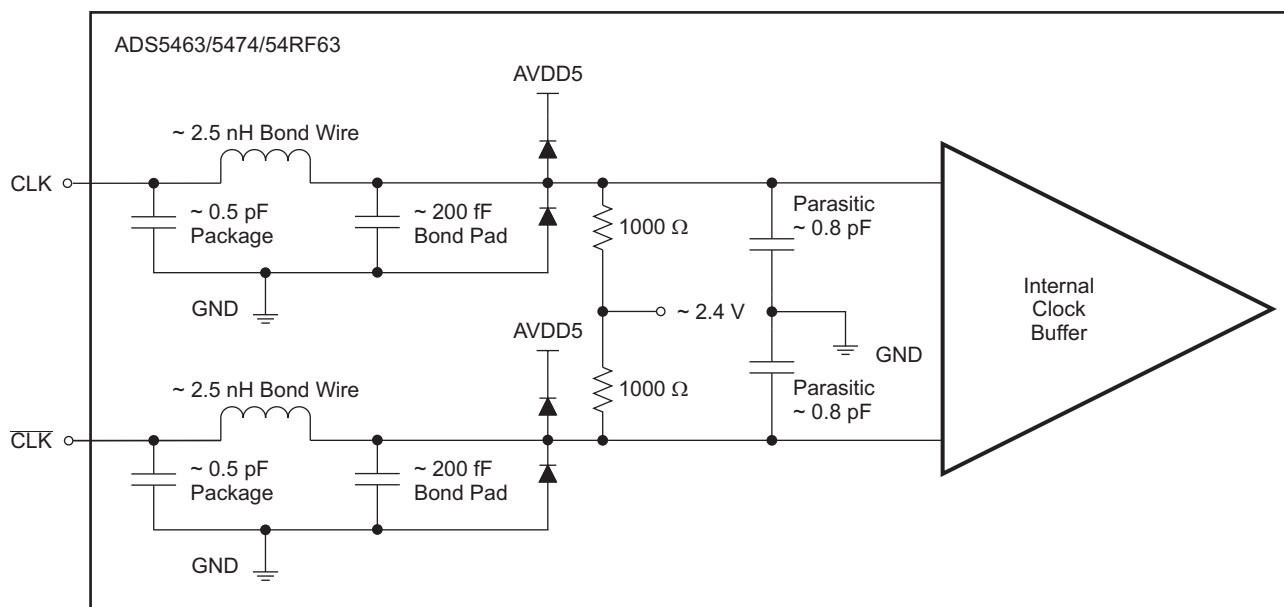 ADS5463/5474/54RF63
AVDD5
~ 2.5 nH Bond Wire
CLK
~ 0.5 pF
Package
~ 200 fF
Bond Pad
1000 Ω
Parasitic
~ 0.8 pF
GND
~ 2.4 V
Internal
Clock
Buffer
AVDD5
GND
~ 2.5 nH Bond Wire
1000 Ω
Parasitic
~ 0.8 pF
C̅L̅K̅
~ 0.5 pF
Package
~ 200 fF
Bond Pad
GND